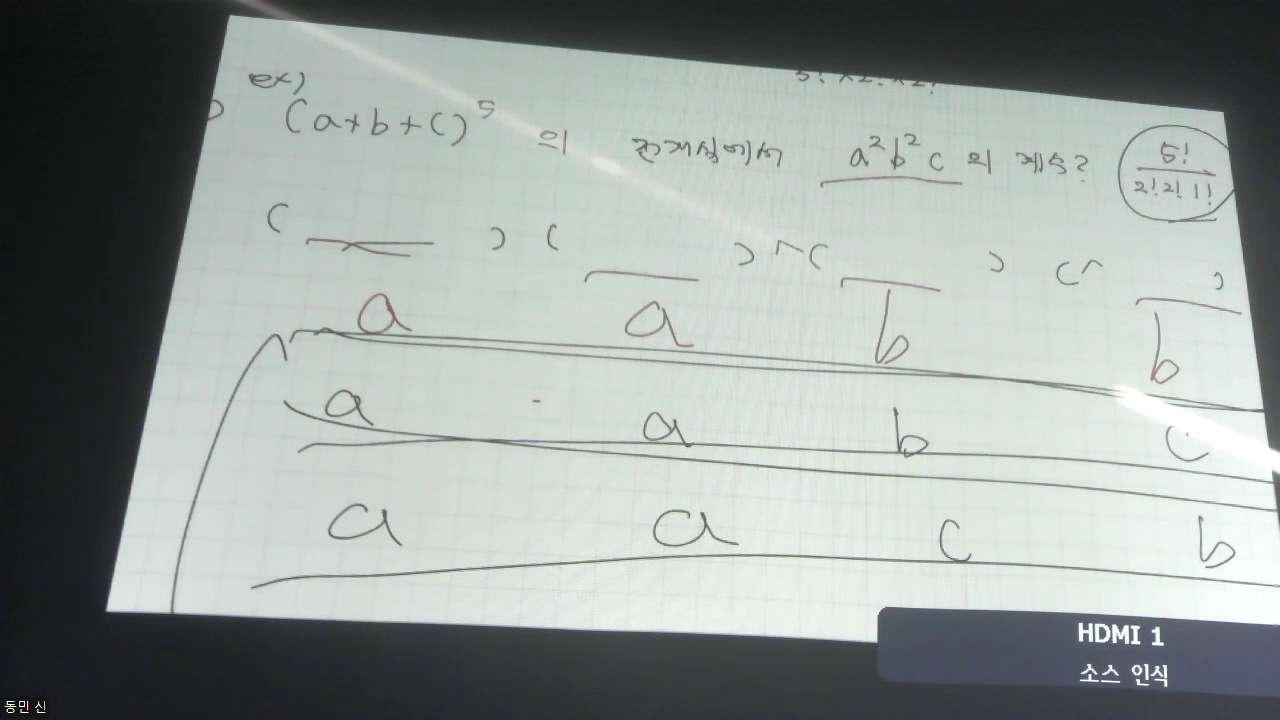 ex)
(a+b+c)⁵ 의 전개식에서 a²b²c 의 계수? 5!/2!2!1!
( ) ( ) ( ) ( )
a a b b
a a b c
a a c b
HDMI 1
소스 인식
동민 신